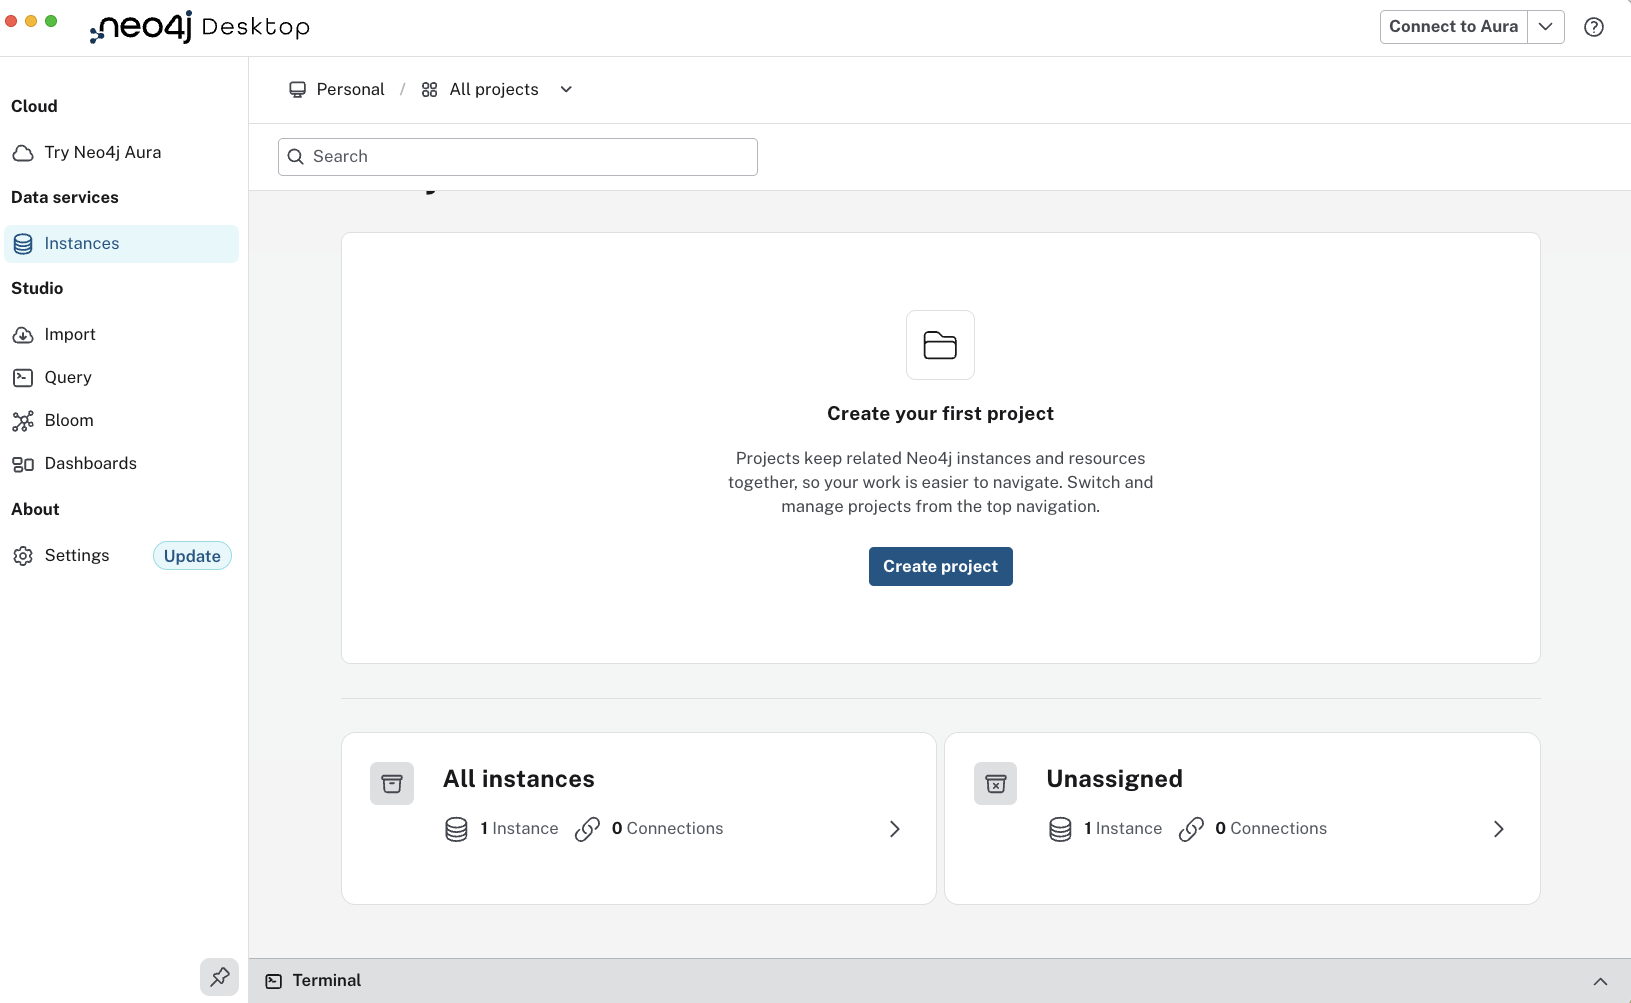 neo4j Desktop
Connect to Aura
Personal / All projects
Cloud
Try Neo4j Aura
Data services
Instances
Studio
Import
Query
Bloom
Dashboards
About
Settings
Update
Search
Create your first project
Projects keep related Neo4j instances and resources
together, so your work is easier to navigate. Switch and
manage projects from the top navigation.
Create project
All instances
1 Instance
0 Connections
Unassigned
1 Instance
0 Connections
Terminal